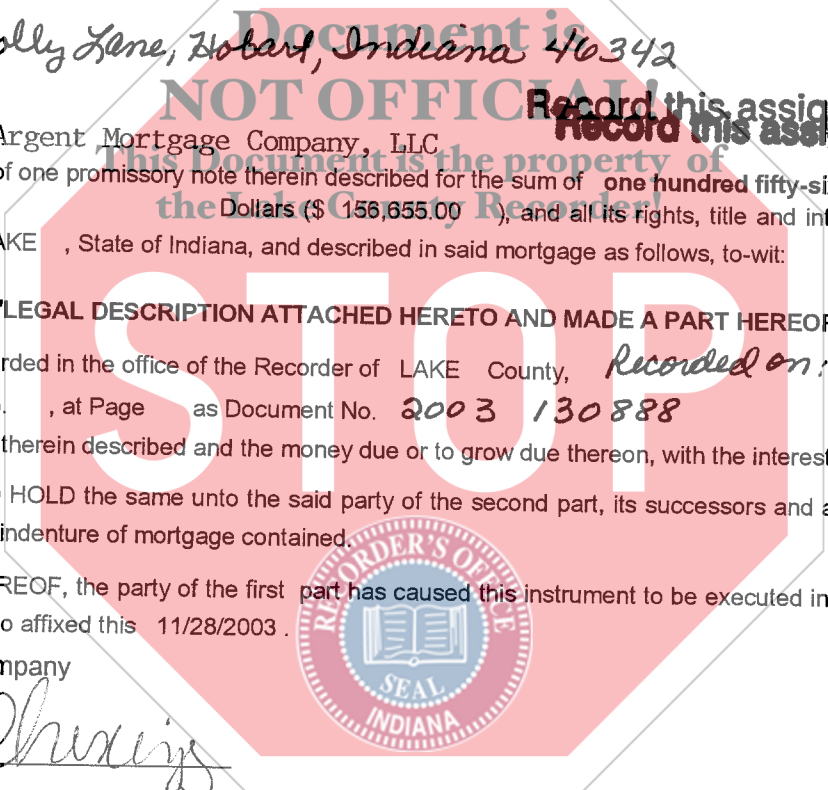 olly Lane, Hobart, Indiana 46342
Document is
NOT OFFICIAL!
Record this assig
Record this assi
Argent Mortgage Company, LLC
This Document is the property of
of one promissory note therein described for the sum of one hundred fifty-si
the Lake County Recorder!
Dollars ($ 156,655.00 ), and all its rights, title and int
AKE , State of Indiana, and described in said mortgage as follows, to-wit:
"LEGAL DESCRIPTION ATTACHED HERETO AND MADE A PART HEREOF
rded in the office of the Recorder of LAKE County, Recorded on:
. , at Page as Document No. 2003 130888
therein described and the money due or to grow due thereon, with the interest
HOLD the same unto the said party of the second part, its successors and a
indenture of mortgage contained.
REOF, the party of the first part has caused this instrument to be executed in
o affixed this 11/28/2003 .
mpany
STOP
RECORDER'S OFFICE
SEAL
INDIANA